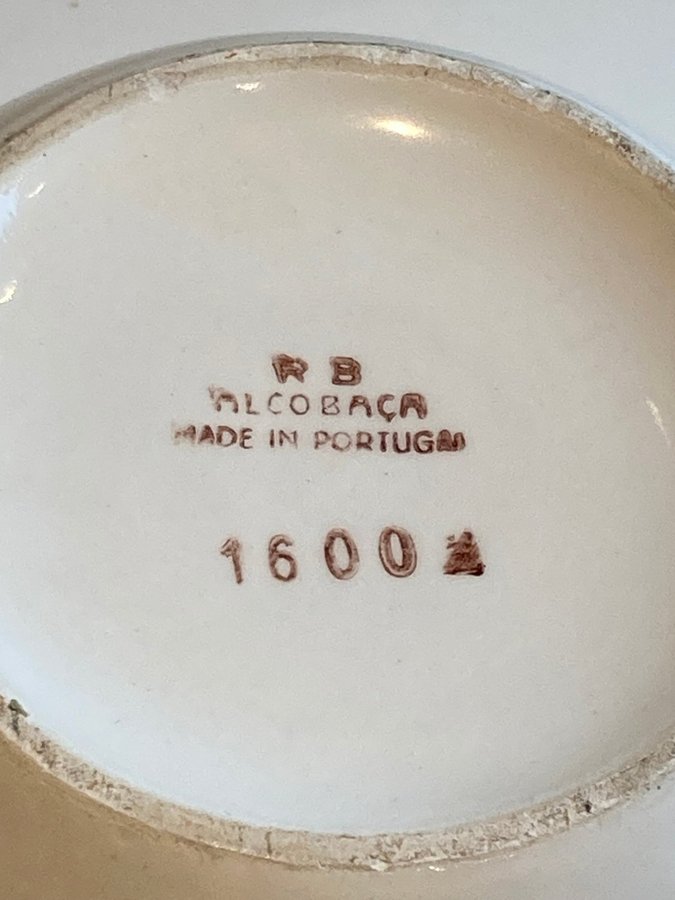 R B
ALCOBAÇA
MADE IN PORTUGAL
1600